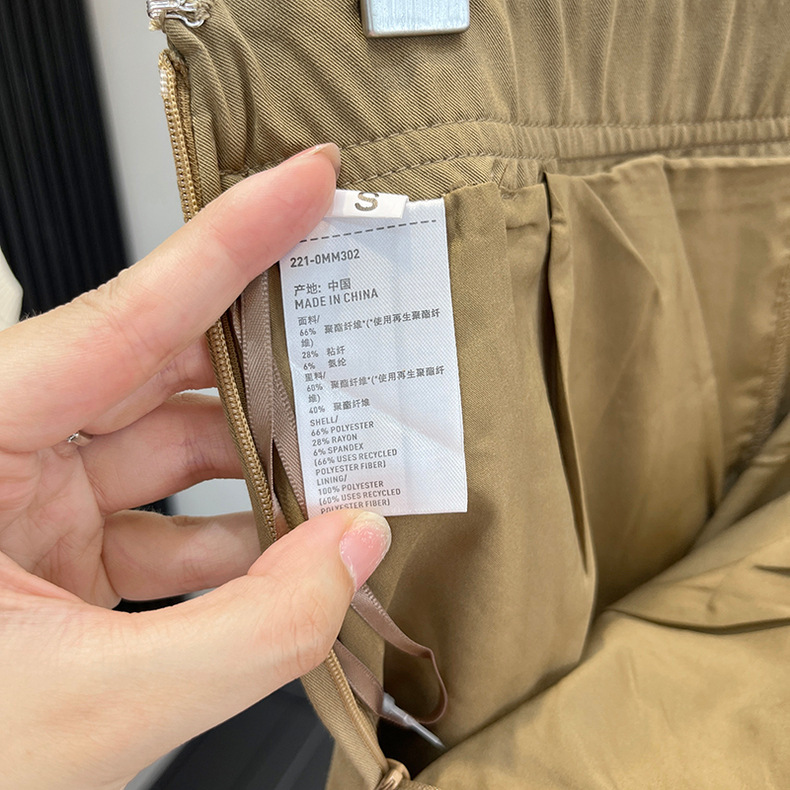 S
221-0MM302
产地: 中国
MADE IN CHINA
面料/
66% 聚酯纤维*(*使用再生聚酯纤
维)
28% 粘纤
6% 氨纶
里料/
60% 聚酯纤维*(*使用再生聚酯纤
维)
40% 聚酯纤维
SHELL/
66% POLYESTER
28% RAYON
6% SPANDEX
(66% USES RECYCLED
POLYESTER FIBER)
LINING/
100% POLYESTER
(60% USES RECYCLED
POLYESTER FIBER)